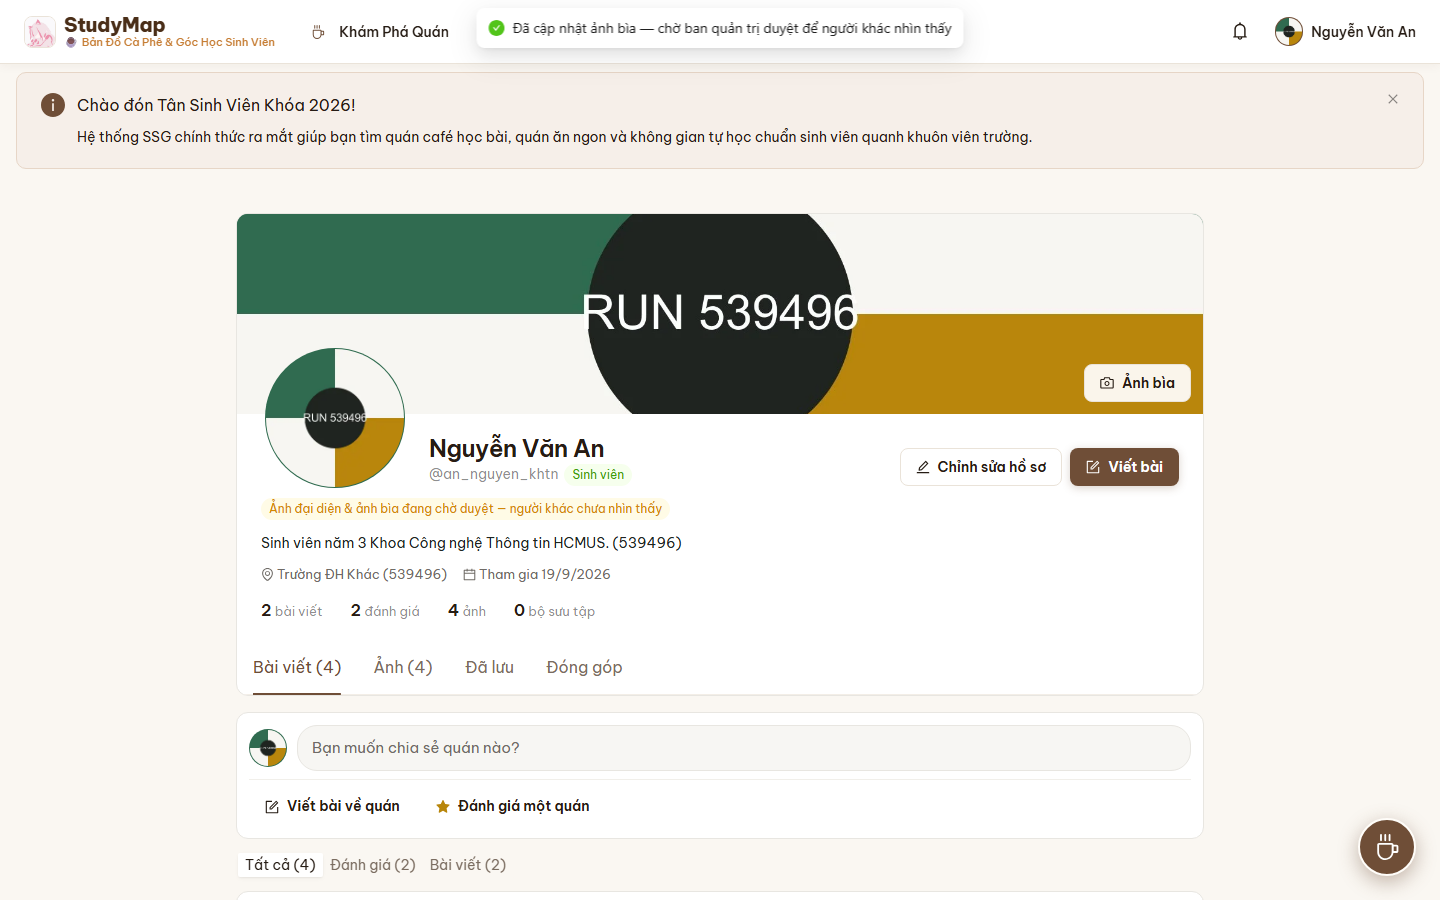 StudyMap
Bản Đồ Cà Phê & Góc Học Sinh Viên
Khám Phá Quán
Đã cập nhật ảnh bìa — chờ ban quản trị duyệt để người khác nhìn thấy
Nguyễn Văn An
Chào đón Tân Sinh Viên Khóa 2026!
Hệ thống SSG chính thức ra mắt giúp bạn tìm quán café học bài, quán ăn ngon và không gian tự học chuẩn sinh viên quanh khuôn viên trường.
RUN 539496
Ảnh bìa
RUN 539496
Nguyễn Văn An
@an_nguyen_khtn Sinh viên
Chỉnh sửa hồ sơ
Viết bài
Ảnh đại diện & ảnh bìa đang chờ duyệt — người khác chưa nhìn thấy
Sinh viên năm 3 Khoa Công nghệ Thông tin HCMUS. (539496)
Trường ĐH Khác (539496) Tham gia 19/9/2026
2 bài viết 2 đánh giá 4 ảnh 0 bộ sưu tập
Bài viết (4) Ảnh (4) Đã lưu Đóng góp
Bạn muốn chia sẻ quán nào?
Viết bài về quán Đánh giá một quán
Tất cả (4) Đánh giá (2) Bài viết (2)